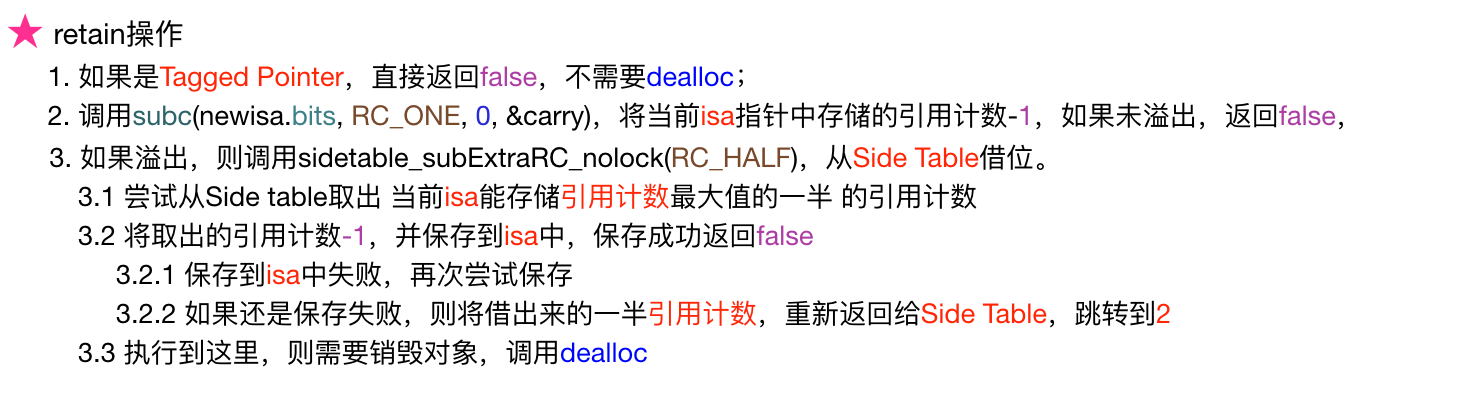 ★ retain操作
1. 如果是Tagged Pointer，直接返回false，不需要dealloc；
2. 调用subc(newisa.bits, RC_ONE, 0, &carry)，将当前isa指针中存储的引用计数-1，如果未溢出，返回false，
3. 如果溢出，则调用sidetable_subExtraRC_nolock(RC_HALF)，从Side Table借位。
3.1 尝试从Side table取出 当前isa能存储引用计数最大值的一半 的引用计数
3.2 将取出的引用计数-1，并保存到isa中，保存成功返回false
3.2.1 保存到isa中失败，再次尝试保存
3.2.2 如果还是保存失败，则将借出来的一半引用计数，重新返回给Side Table，跳转到2
3.3 执行到这里，则需要销毁对象，调用dealloc